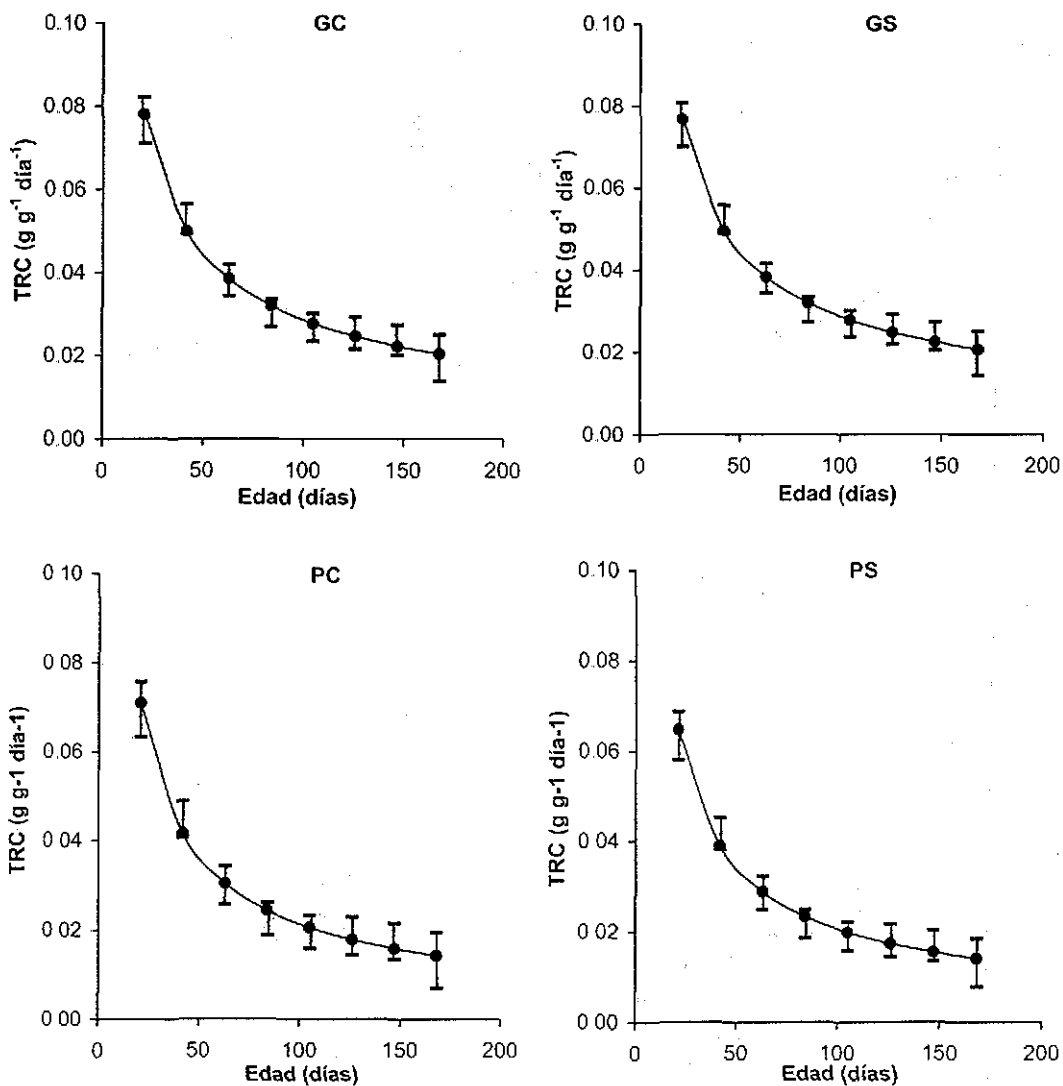 GC
0.10
0.08
0.06
0.04
0.02
0.00
TRC (g g⁻¹ día⁻¹)
0 50 100 150 200
Edad (días)
GS
0.10
0.08
0.06
0.04
0.02
0.00
TRC (g g⁻¹ día⁻¹)
0 50 100 150 200
Edad (días)
PC
0 10
0 08
0 06
0 04
0 02
0 00
TRC (g g-1 día-1)
0 50 100 150 200
Edad (días)
PS
0.10
0.08
0.06
0 04
0 02
0 00
TRC (g g-1 día-1)
0 50 100 150 200
Edad (días)